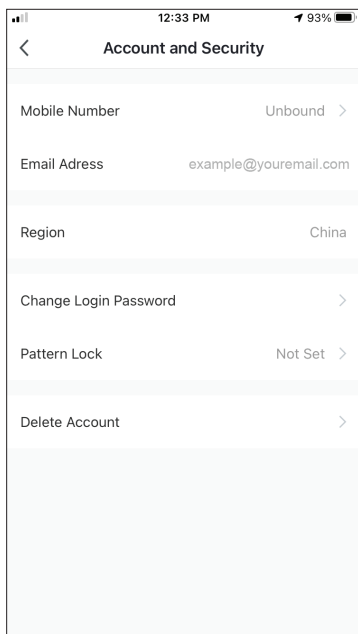 12:33 PM 93%
Account and Security
Mobile Number Unbound
Email Adress example@youremail.com
Region China
Change Login Password
Pattern Lock Not Set
Delete Account